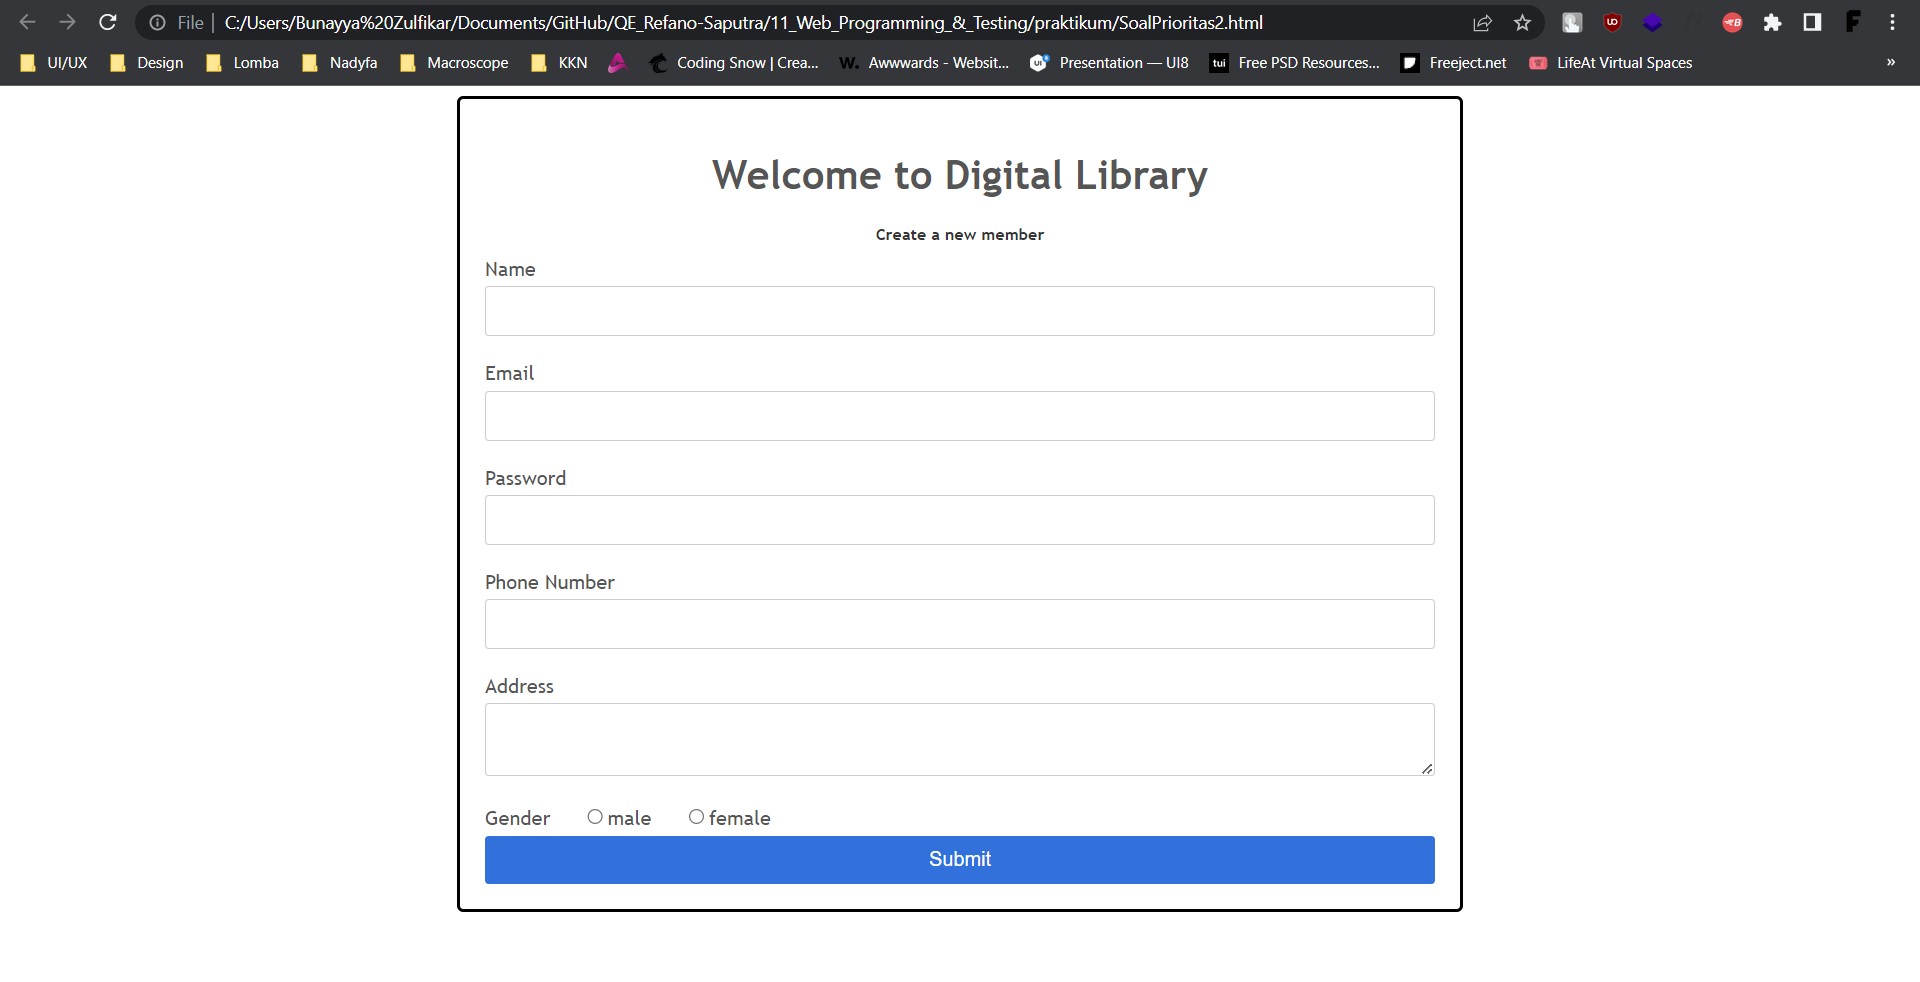 File | C:/Users/Bunayya%20Zulfikar/Documents/GitHub/QE_Refano-Saputra/11_Web_Programming_&_Testing/praktikum/SoalPrioritas2.html
UI/UX Design Lomba Nadyfa Macroscope KKN Coding Snow | Crea... W. Awwwards - Websit... UI Presentation — UI8 tui Free PSD Resources... Freeject.net LifeAt Virtual Spaces »
Welcome to Digital Library
Create a new member
Name
Email
Password
Phone Number
Address
Gender male female
Submit